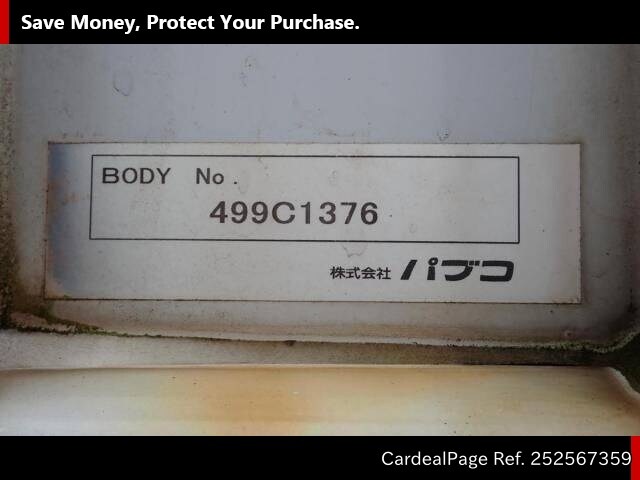 Save Money, Protect Your Purchase.
BODY No.
499C1376
株式会社 パブコ
CardealPage Ref. 252567359